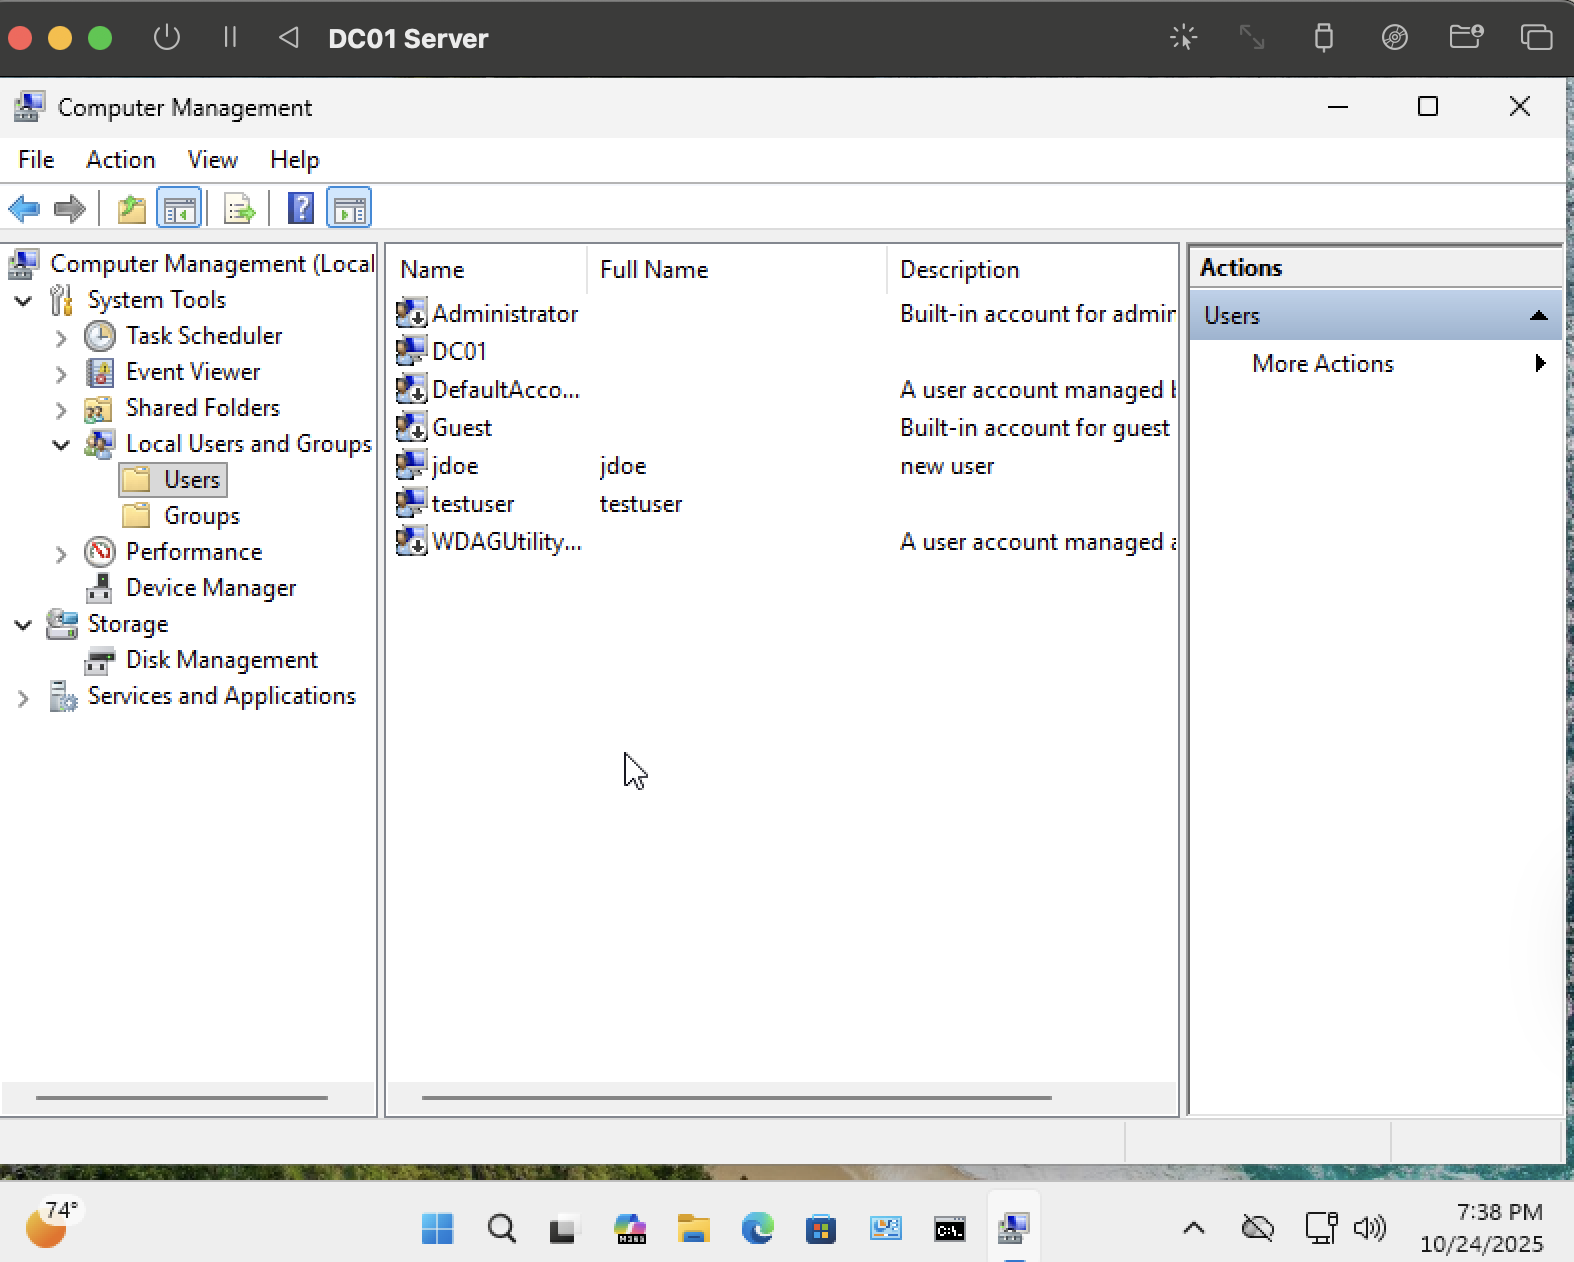 DC01 Server
Computer Management
File Action View Help
Computer Management (Local
System Tools
Task Scheduler
Event Viewer
Shared Folders
Local Users and Groups
Users
Groups
Performance
Device Manager
Storage
Disk Management
Services and Applications
Name Full Name Description
Administrator Built-in account for admin
DC01
DefaultAcco... A user account managed b
Guest Built-in account for guest
jdoe jdoe new user
testuser testuser
WDAGUtility... A user account managed a
Actions
Users
More Actions
74°
M365
C:\.
7:38 PM
10/24/2025